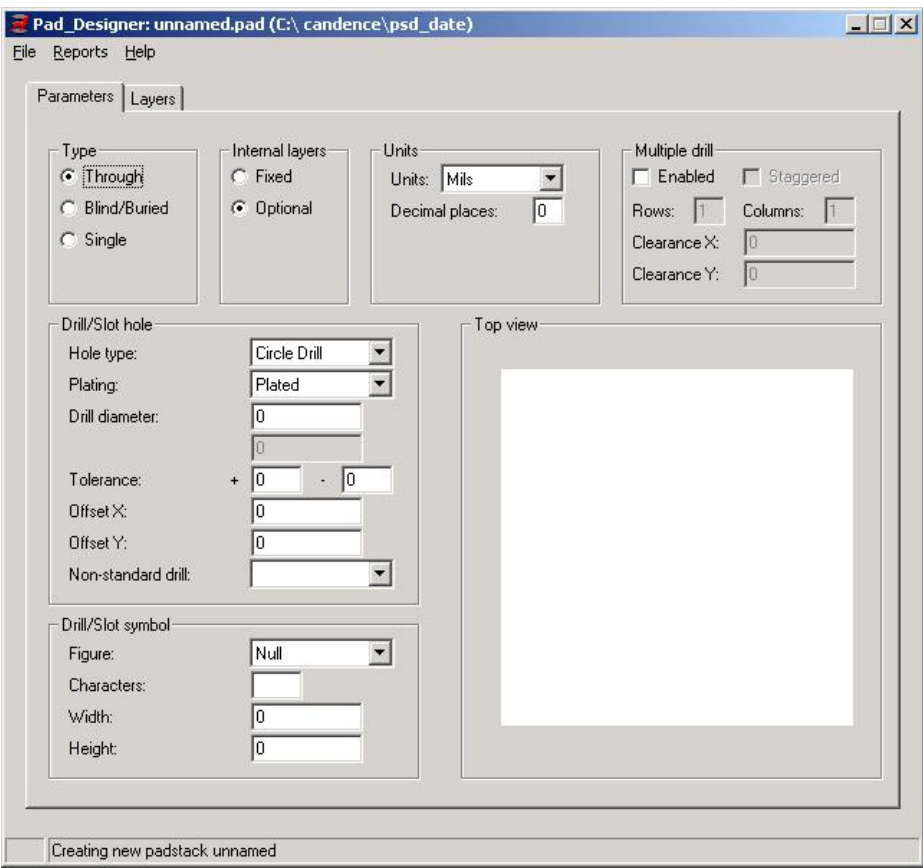 Pad_Designer: unnamed.pad (C:\ candence\psd_date)
File Reports Help
Parameters Layers
Type
Through
Blind/Buried
Single
Internal layers
Fixed
Optional
Units
Units: Mils
Decimal places: 0
Multiple drill
Enabled Staggered
Rows: 1 Columns: 1
Clearance X: 0
Clearance Y: 0
Drill/Slot hole
Hole type: Circle Drill
Plating: Plated
Drill diameter: 0
0
Tolerance: + 0 - 0
Offset X: 0
Offset Y: 0
Non-standard drill:
Drill/Slot symbol
Figure: Null
Characters:
Width: 0
Height: 0
Top view
Creating new padstack unnamed